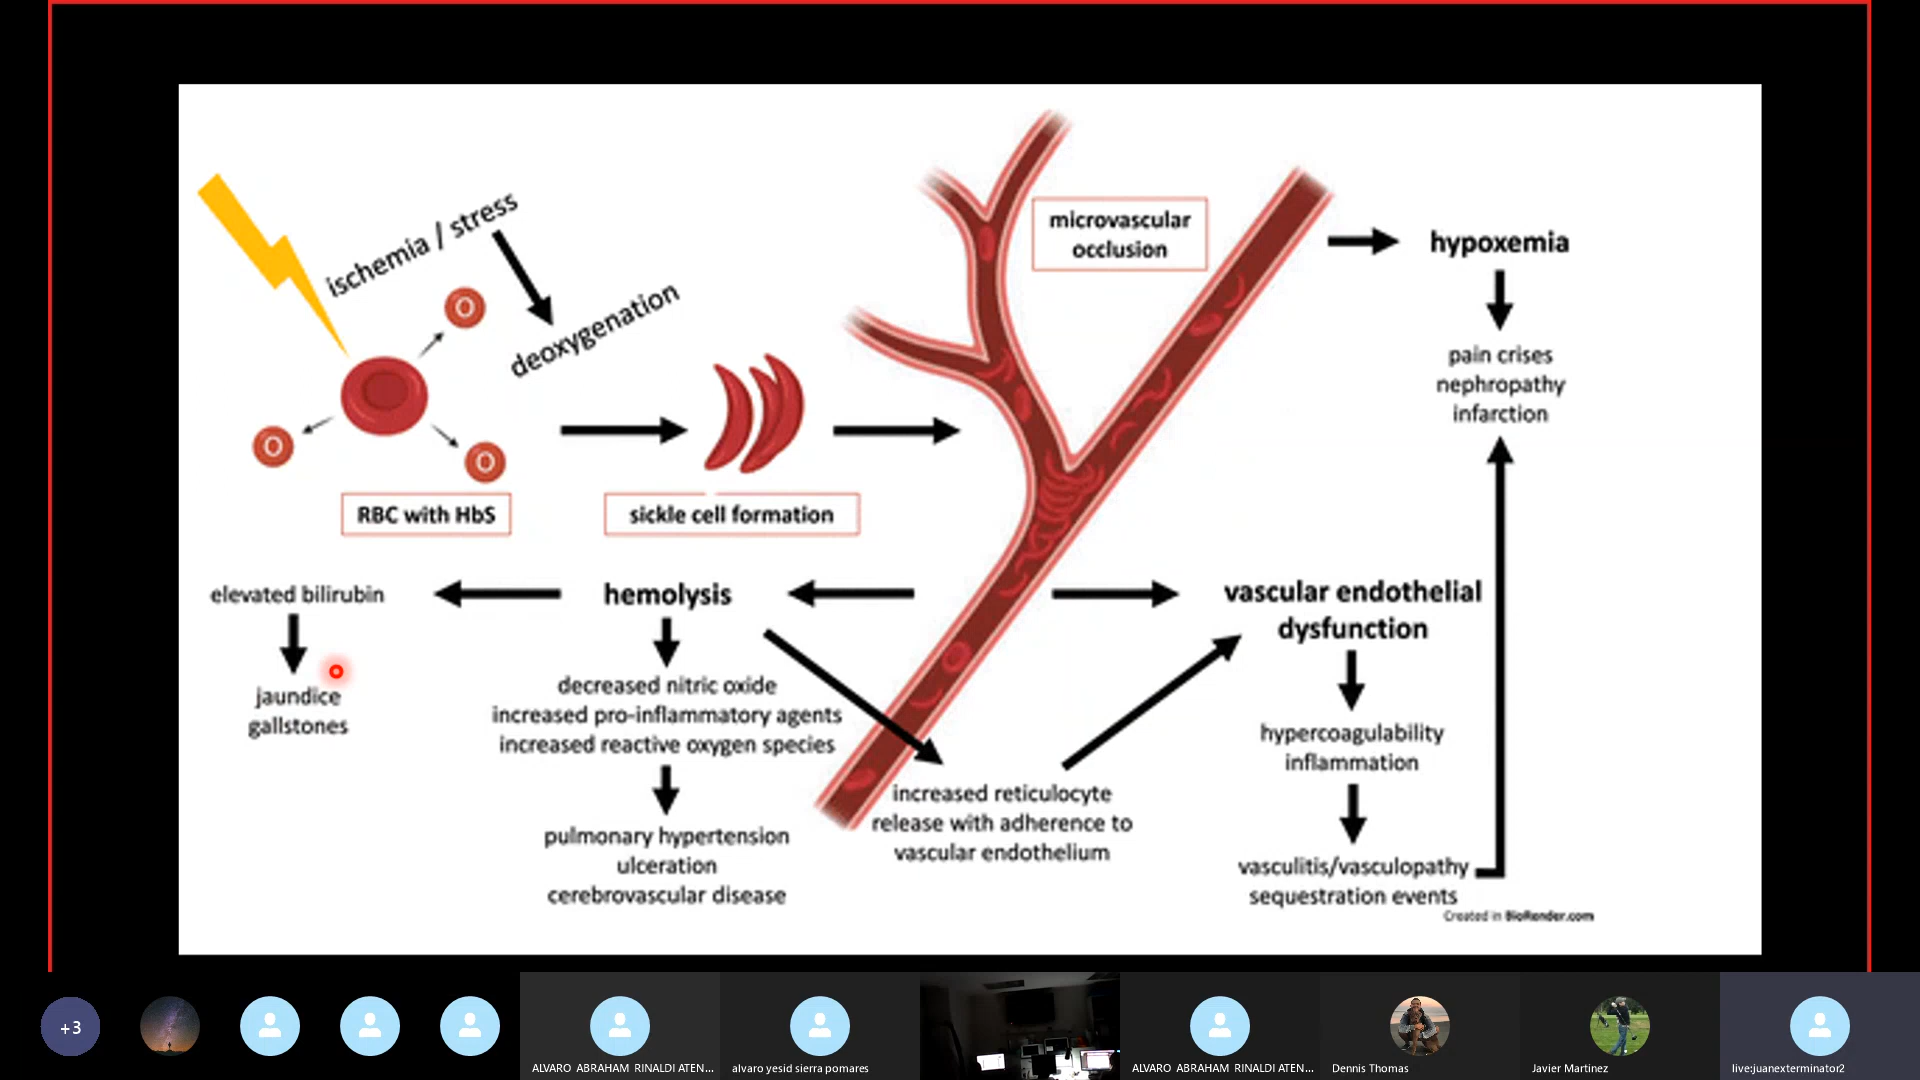 ischemia / stress
deoxygenation
O
O
O
RBC with HbS
sickle cell formation
microvascular
occlusion
hypoxemia
pain crises
nephropathy
infarction
elevated bilirubin
jaundice
gallstones
hemolysis
decreased nitric oxide
increased pro-inflammatory agents
increased reactive oxygen species
pulmonary hypertension
ulceration
cerebrovascular disease
increased reticulocyte
release with adherence to
vascular endothelium
vascular endothelial
dysfunction
hypercoagulability
inflammation
vasculitis/vasculopathy
sequestration events
Created in BioRender.com
+3
ALVARO ABRAHAM RINALDI ATEN...
alvaro yesid sierra pomares
ALVARO ABRAHAM RINALDI ATEN...
Dennis Thomas
Javier Martinez
live:juanexterminator2